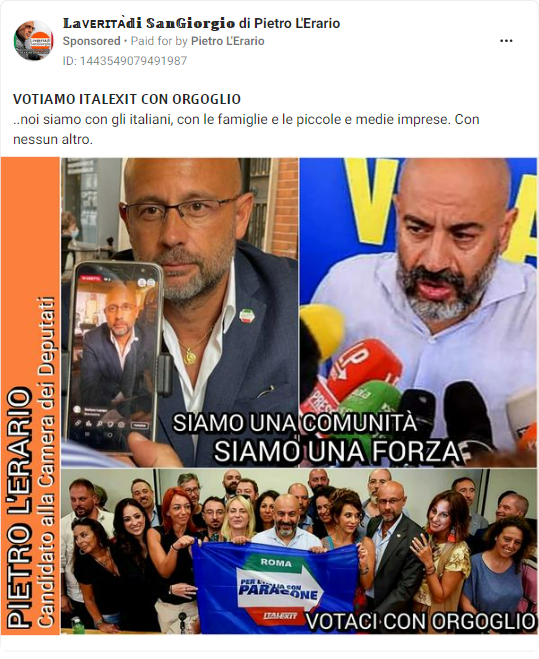 LᴀVERITÀdi SanGiorgio di Pietro L'Erario
Sponsored • Paid for by Pietro L'Erario
ID: 1443549079491987
VOTIAMO ITALEXIT CON ORGOGLIO
..noi siamo con gli italiani, con le famiglie e le piccole e medie imprese. Con
nessun altro.
PIETRO L'ERARIO
Candidato alla Camera dei Deputati
SIAMO UNA COMUNITÀ
SIAMO UNA FORZA
ROMA
PER L'ITALIA CON
PARAGONE
ITALEXIT
VOTACI CON ORGOGLIO